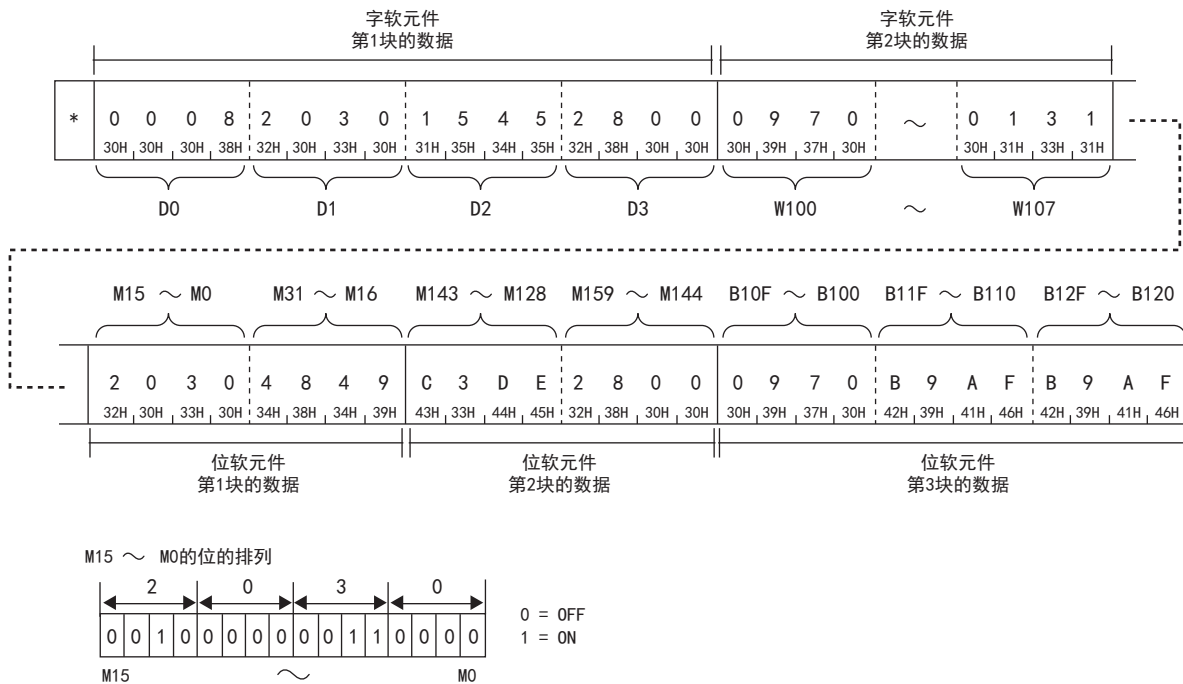 字软元件 字软元件
第1块的数据 第2块的数据
* 0 0 0 8 2 0 3 0 1 5 4 5 2 8 0 0 0 9 7 0 ～ 0 1 3 1
30H 30H 30H 38H 32H 30H 33H 30H 31H 35H 34H 35H 32H 38H 30H 30H 30H 39H 37H 30H 30H 31H 33H 31H
D0 D1 D2 D3 W100 ～ W107
M15 ～ M0 M31 ～ M16 M143 ～ M128 M159 ～ M144 B10F ～ B100 B11F ～ B110 B12F ～ B120
2 0 3 0 4 8 4 9 C 3 D E 2 8 0 0 0 9 7 0 B 9 A F B 9 A F
32H 30H 33H 30H 34H 38H 34H 39H 43H 33H 44H 45H 32H 38H 30H 30H 30H 39H 37H 30H 42H 39H 41H 46H 42H 39H 41H 46H
位软元件 位软元件 位软元件
第1块的数据 第2块的数据 第3块的数据
M15 ～ M0的位的排列
2 0 3 0
0 = OFF
0 0 1 0 0 0 0 0 0 0 1 1 0 0 0 0
1 = ON
M15 ～ M0